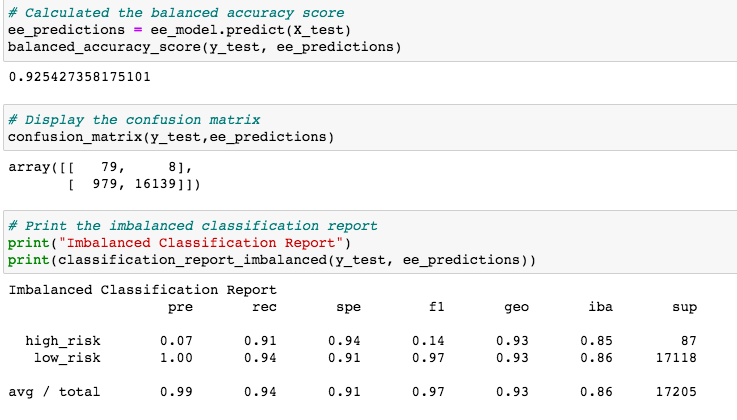 # Calculated the balanced accuracy score
ee_predictions = ee_model.predict(X_test)
balanced_accuracy_score(y_test, ee_predictions)
0.925427358175101
# Display the confusion matrix
confusion_matrix(y_test,ee_predictions)
array([[   79,     8],
       [  979, 16139]])
# Print the imbalanced classification report
print("Imbalanced Classification Report")
print(classification_report_imbalanced(y_test, ee_predictions))
Imbalanced Classification Report
                   pre       rec       spe        f1       geo       iba       sup
  high_risk       0.07      0.91      0.94      0.14      0.93      0.85        87
   low_risk       1.00      0.94      0.91      0.97      0.93      0.86     17118
avg / total       0.99      0.94      0.91      0.97      0.93      0.86     17205